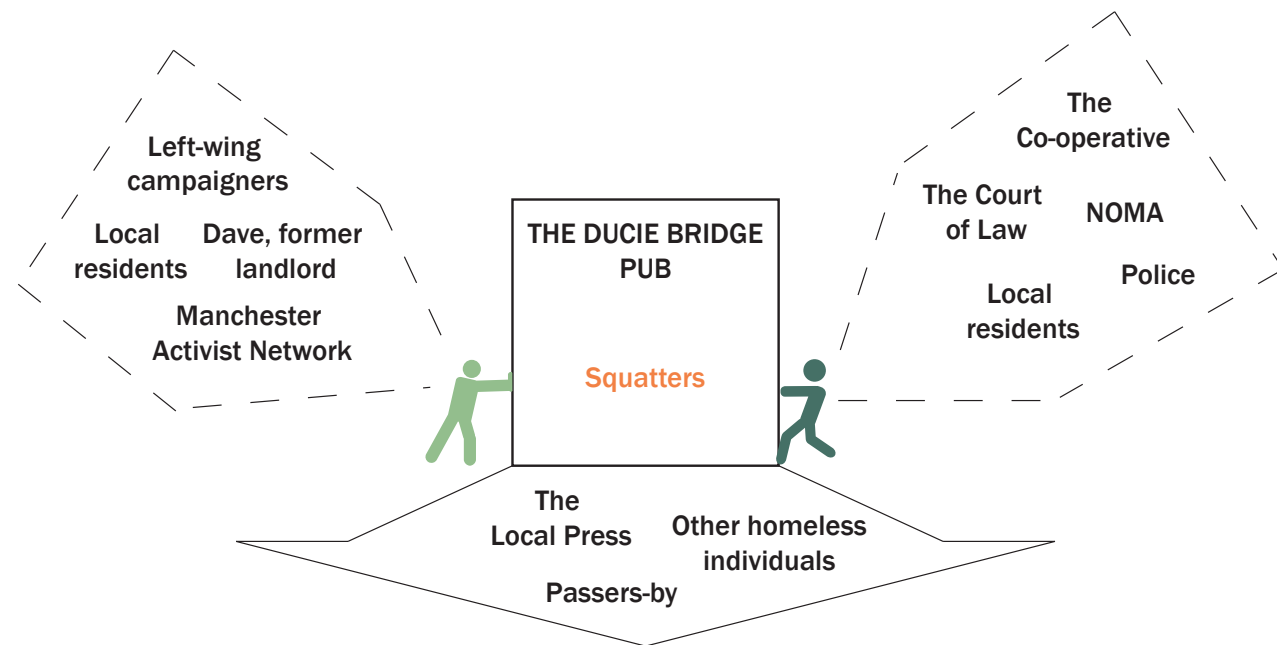 Left-wing
campaigners
Local
residents
Dave, former
landlord
Manchester
Activist Network
THE DUCIE BRIDGE
PUB
Squatters
The
Co-operative
The Court
of Law
NOMA
Police
Local
residents
The
Local Press
Other homeless
individuals
Passers-by